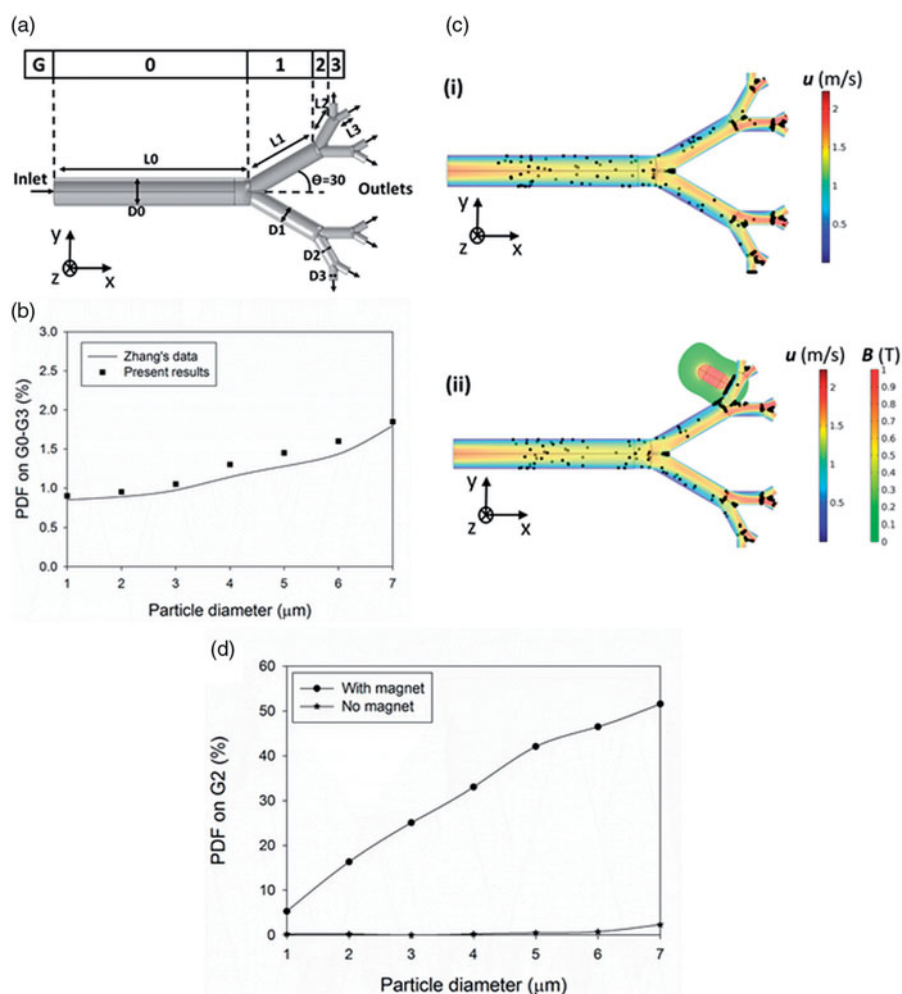 (a)
G 0 1 2 3
L0
L1
L2
L3
Inlet
D0
Θ=30
Outlets
D1
D2
D3
y
z x
(b)
3.0
2.5
2.0
1.5
1.0
0.5
0.0
PDF on G0-G3 (%)
Zhang's data
Present results
1 2 3 4 5 6 7
Particle diameter (μm)
(c)
(i)
u (m/s)
2
1.5
1
0.5
y
z x
(ii)
u (m/s) B (T)
2
1.5
1
0.5
1
0.9
0.8
0.7
0.6
0.5
0.4
0.3
0.2
0.1
0
y
z x
(d)
60
50
40
30
20
10
0
PDF on G2 (%)
With magnet
No magnet
1 2 3 4 5 6 7
Particle diameter (μm)